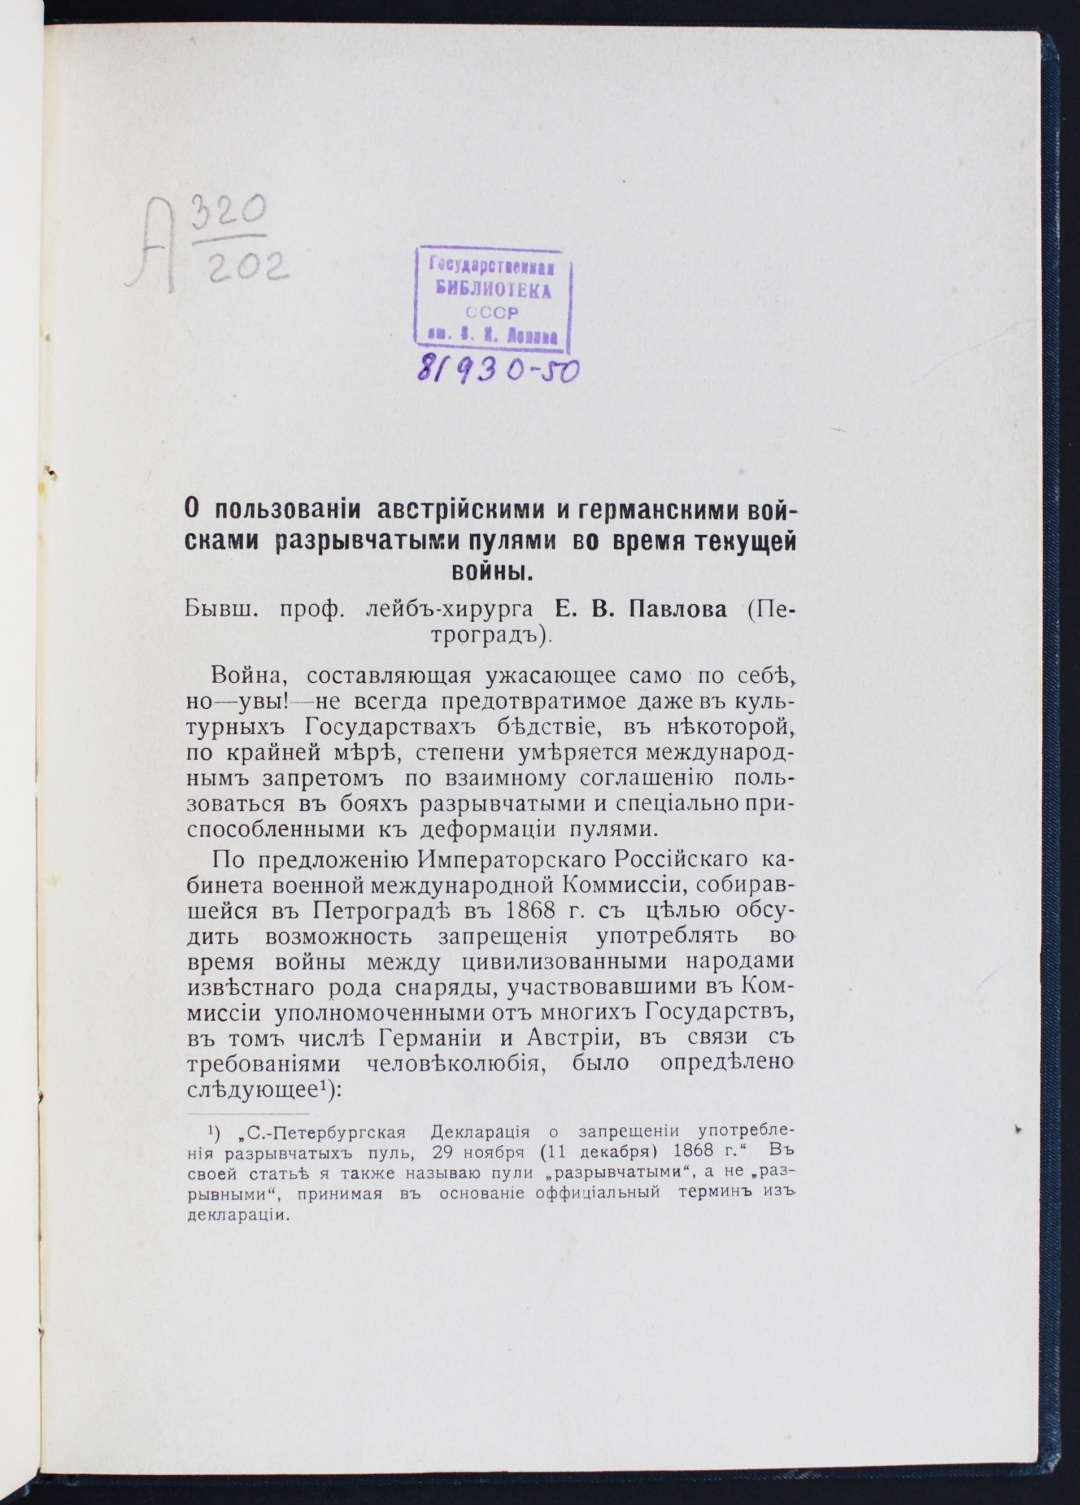 А 320
202
Государственная
БИБЛИОТЕКА
СССР
им. В. И. Ленина
81930-50
О пользованіи австрійскими и германскими вой-
сками разрывчатыми пулями во время текущей
войны.
Бывш. проф. лейбъ-хирурга Е. В. Павлова (Пе-
троградъ).
Война, составляющая ужасающее само по себѣ,
но—увы!—не всегда предотвратимое даже въ куль-
турныхъ Государствахъ бѣдствіе, въ нѣкоторой,
по крайней мѣрѣ, степени умѣряется международ-
нымъ запретомъ по взаимному соглашенію поль-
зоваться въ бояхъ разрывчатыми и спеціально при-
способленными къ деформаціи пулями.
По предложенію Императорскаго Россійскаго ка-
бинета военной международной Коммиссіи, собирав-
шейся въ Петроградѣ въ 1868 г. съ цѣлью обсу-
дить возможность запрещенія употреблять во
время войны между цивилизованными народами
извѣстнаго рода снаряды, участвовавшими въ Ком-
миссіи уполномоченными отъ многихъ Государствъ,
въ томъ числѣ Германіи и Австріи, въ связи съ
требованіями человѣколюбія, было опредѣлено
слѣдующее¹):
¹) „С.-Петербургская Декларація о запрещеніи употребле-
нія разрывчатыхъ пуль, 29 ноября (11 декабря) 1868 г.“ Въ
своей статьѣ я также называю пули „разрывчатыми“, а не „раз-
рывными“, принимая въ основаніе оффиціальный терминъ изъ
деклараціи.